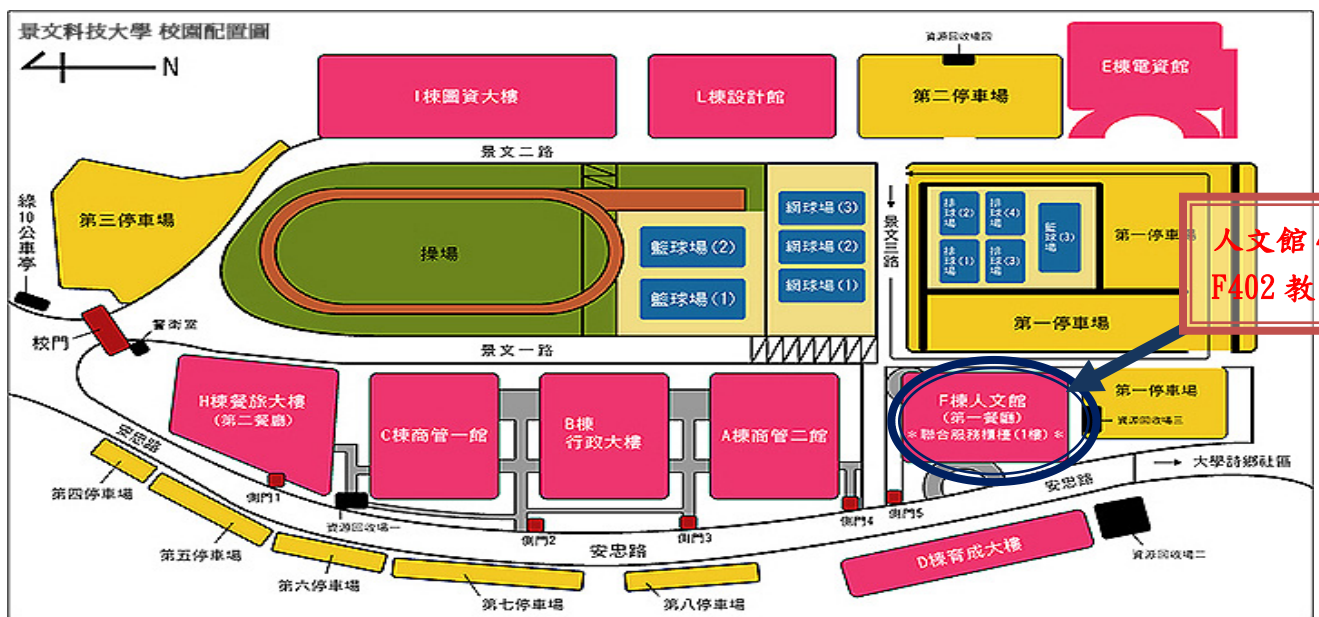 景文科技大學 校園配置圖
N
資源回收場四
I棟圖資大樓
L棟設計館
第二停車場
E棟電資館
景文二路
綠10公車亭
第三停車場
操場
籃球場(2)
籃球場(1)
網球場(3)
網球場(2)
網球場(1)
景文三路
排球場(2)
排球場(4)
排球場(1)
排球場(3)
籃球場(3)
第一停車場
人文館
F402 教
第一停車場
校門
警衛室
景文一路
H棟餐旅大樓
(第二餐廳)
C棟商管一館
B棟
行政大樓
A棟商管二館
F棟人文館
(第一餐廳)
*聯合服務櫃檯(1樓)*
第一停車場
資源回收場三
大學詩鄉社區
安忠路
安忠路
安忠路
側門1
側門2
側門3
側門4
側門5
資源回收場一
資源回收場二
D棟育成大樓
第四停車場
第五停車場
第六停車場
第七停車場
第八停車場